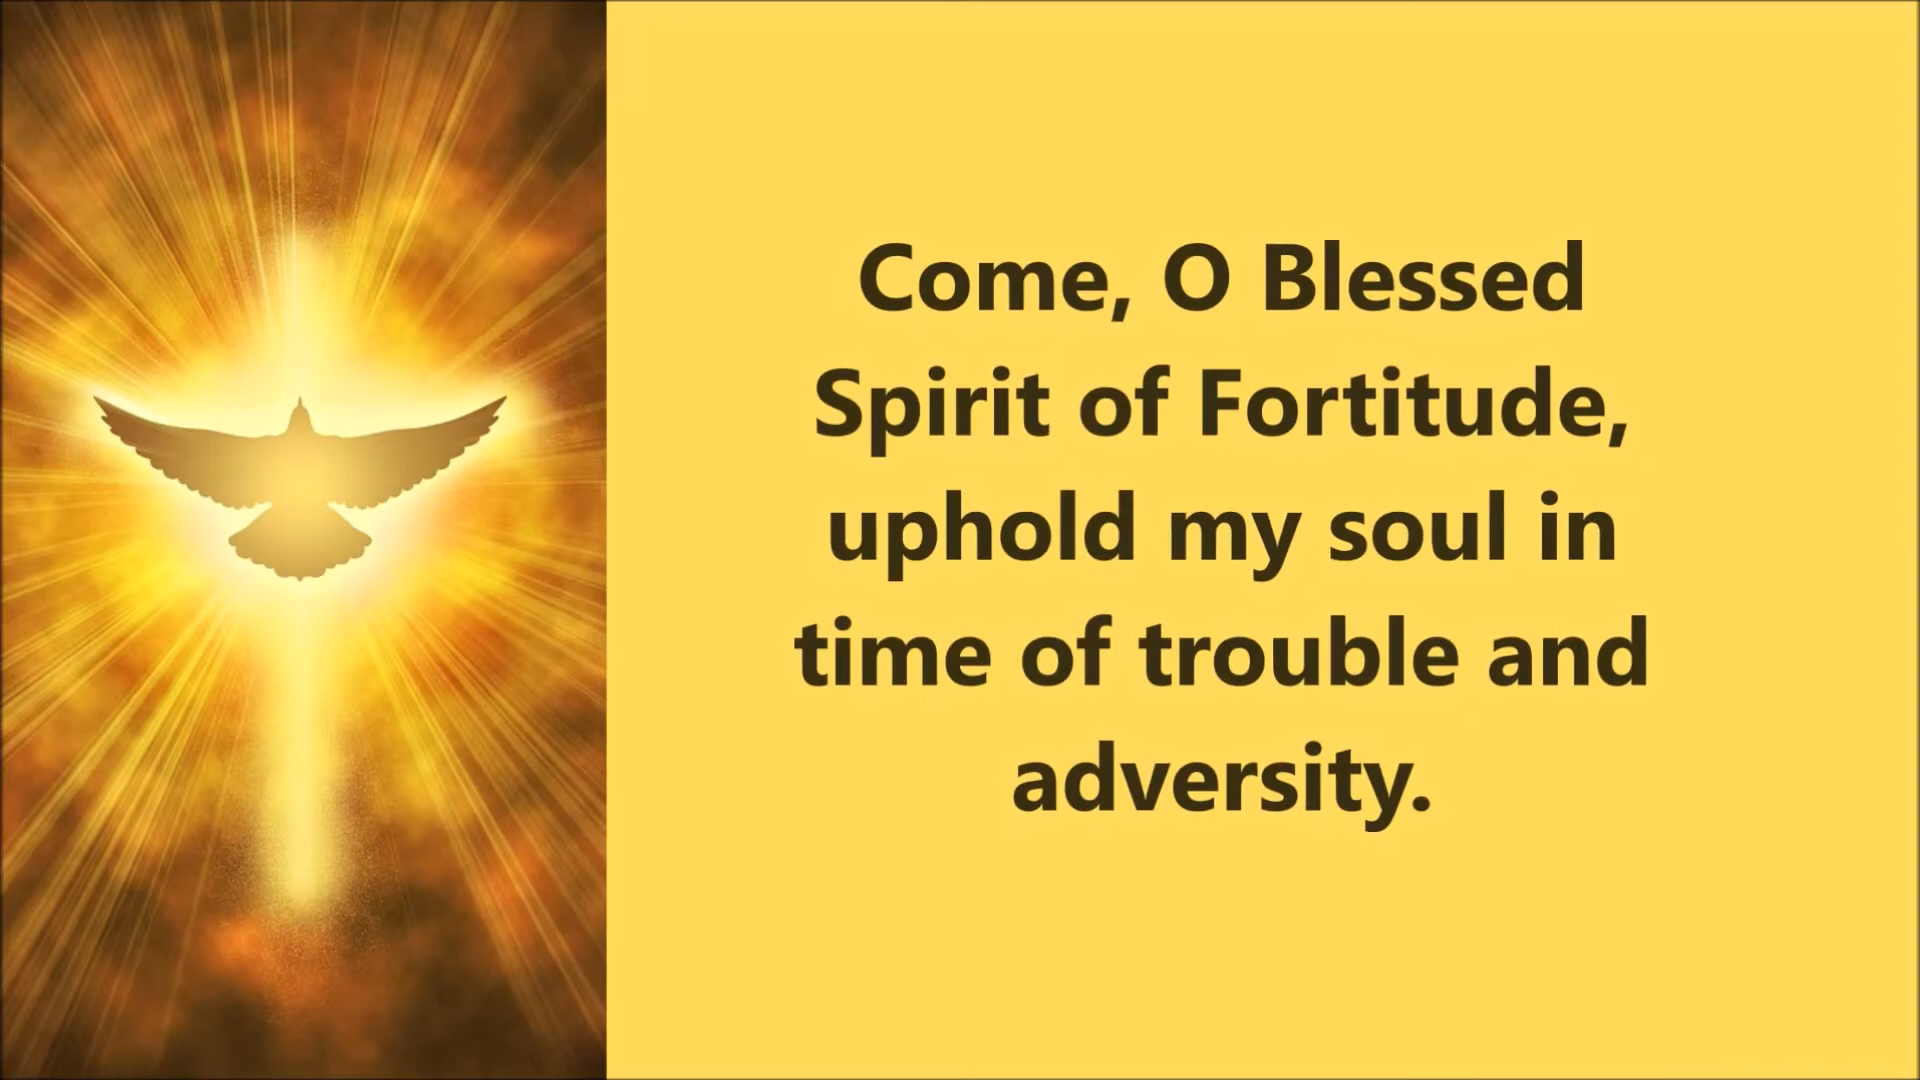 Come, O Blessed
Spirit of Fortitude,
uphold my soul in
time of trouble and
adversity.